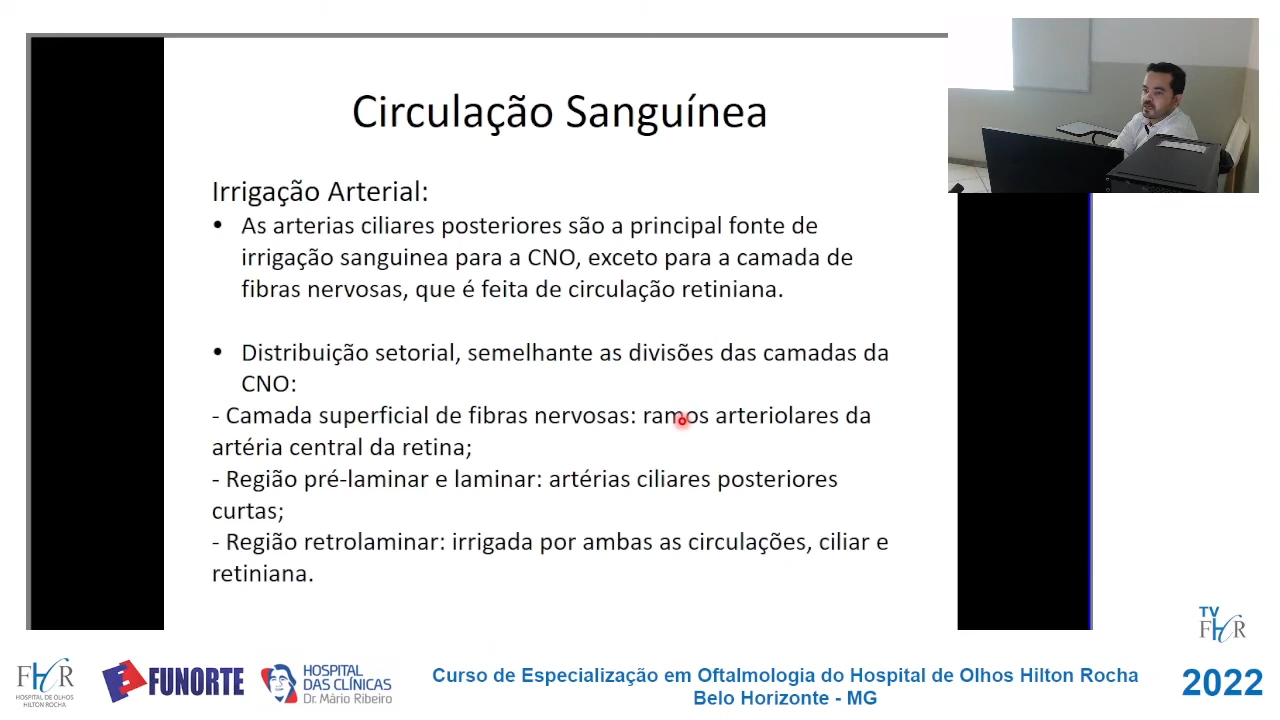 Circulação Sanguínea
Irrigação Arterial:
• As arterias ciliares posteriores são a principal fonte de
irrigação sanguinea para a CNO, exceto para a camada de
fibras nervosas, que é feita de circulação retiniana.
• Distribuição setorial, semelhante as divisões das camadas da
CNO:
- Camada superficial de fibras nervosas: ramos arteriolares da
artéria central da retina;
- Região pré-laminar e laminar: artérias ciliares posteriores
curtas;
- Região retrolaminar: irrigada por ambas as circulações, ciliar e
retiniana.
TV
FHR
FHR
HOSPITAL DE OLHOS
HILTON ROCHA
FUNORTE
HOSPITAL
DAS CLÍNICAS
Dr. Mário Ribeiro
Curso de Especialização em Oftalmologia do Hospital de Olhos Hilton Rocha
Belo Horizonte - MG
2022